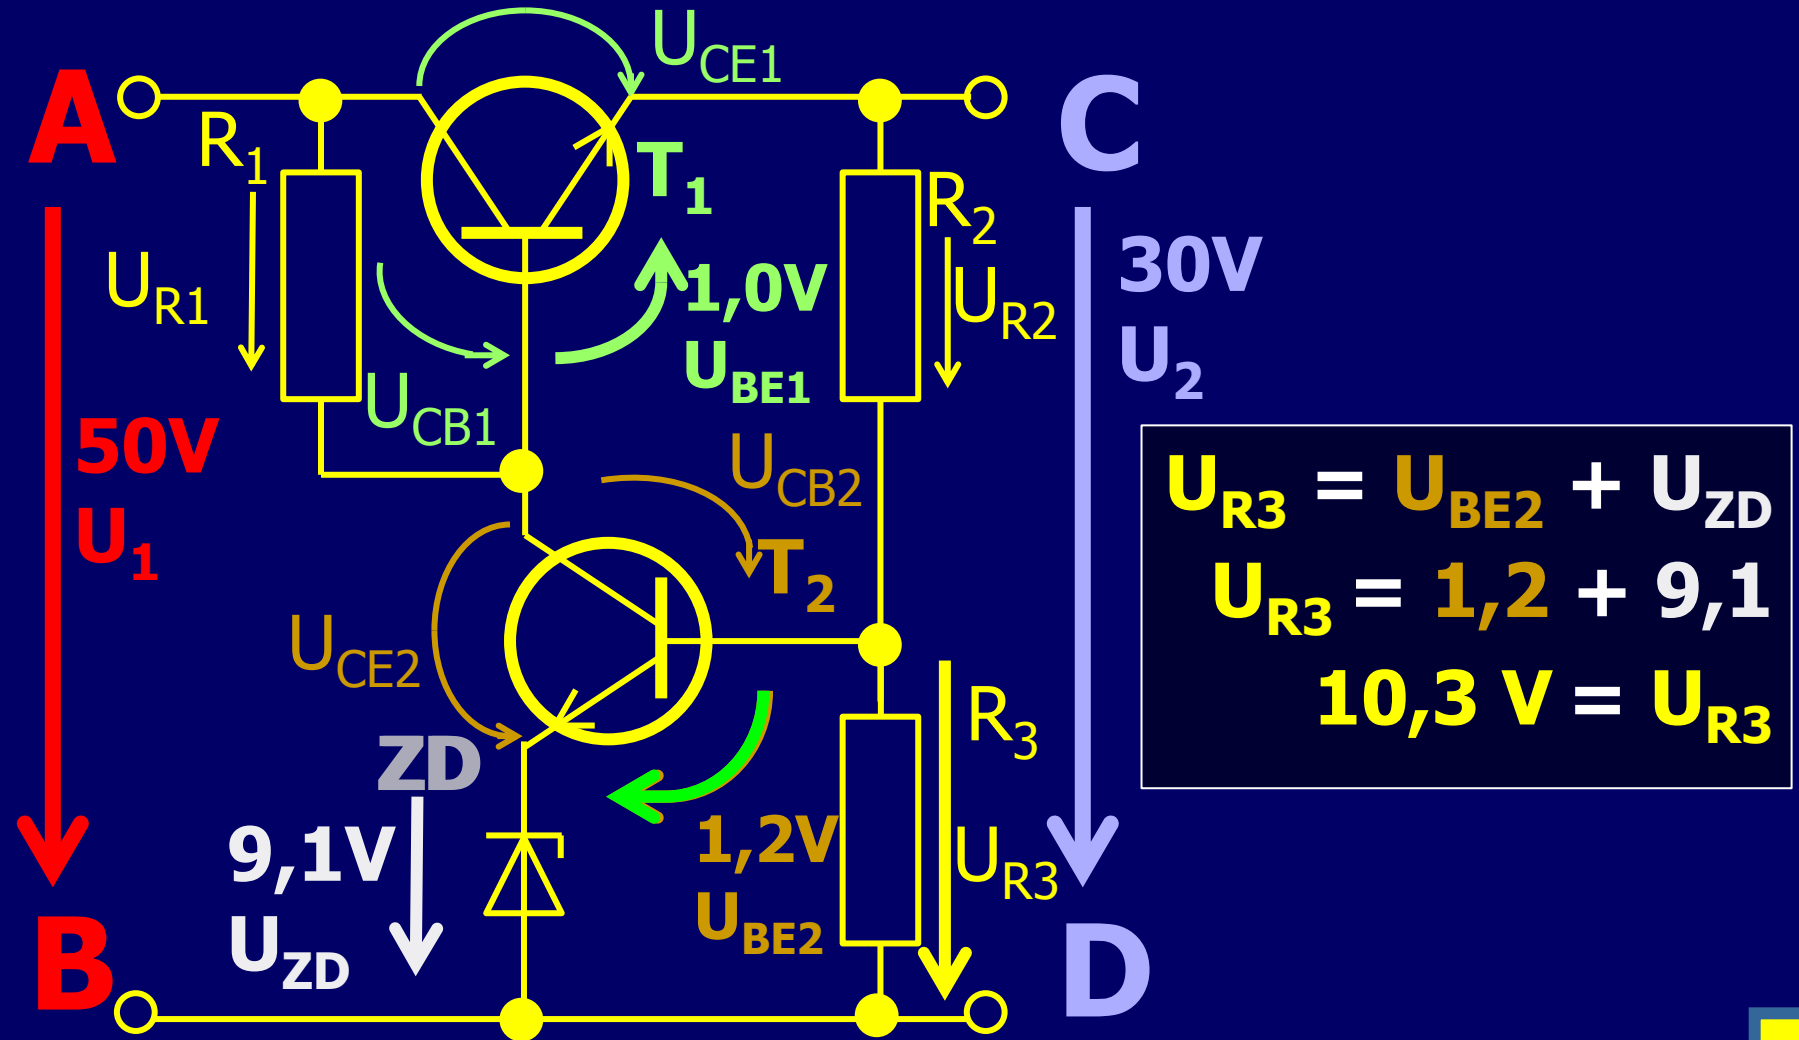 A
R1
UR1
50V
U1
B
UCE1
T1
1,0V
UBE1
UCB1
UCB2
T2
UCE2
ZD
9,1V
UZD
1,2V
UBE2
R2
UR2
R3
UR3
C
30V
U2
D
UR3 = UBE2 + UZD
UR3 = 1,2 + 9,1
10,3 V = UR3